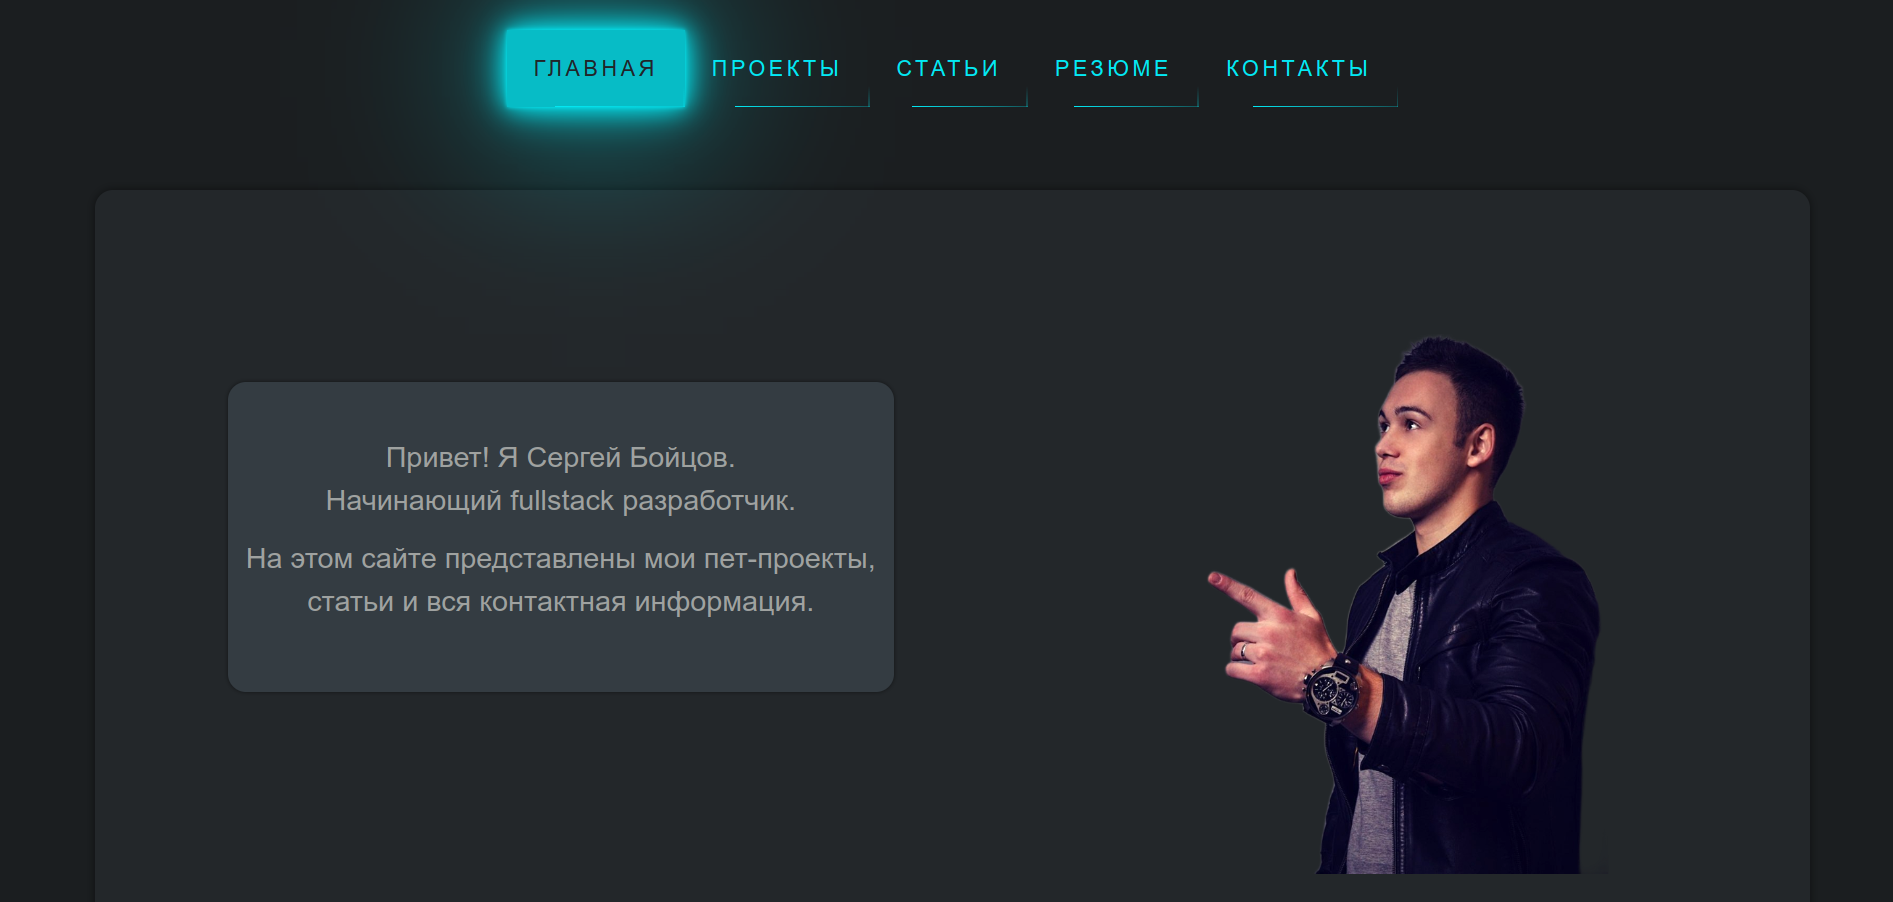 ГЛАВНАЯ ПРОЕКТЫ СТАТЬИ РЕЗЮМЕ КОНТАКТЫ
Привет! Я Сергей Бойцов.
Начинающий fullstack разработчик.
На этом сайте представлены мои пет-проекты,
статьи и вся контактная информация.